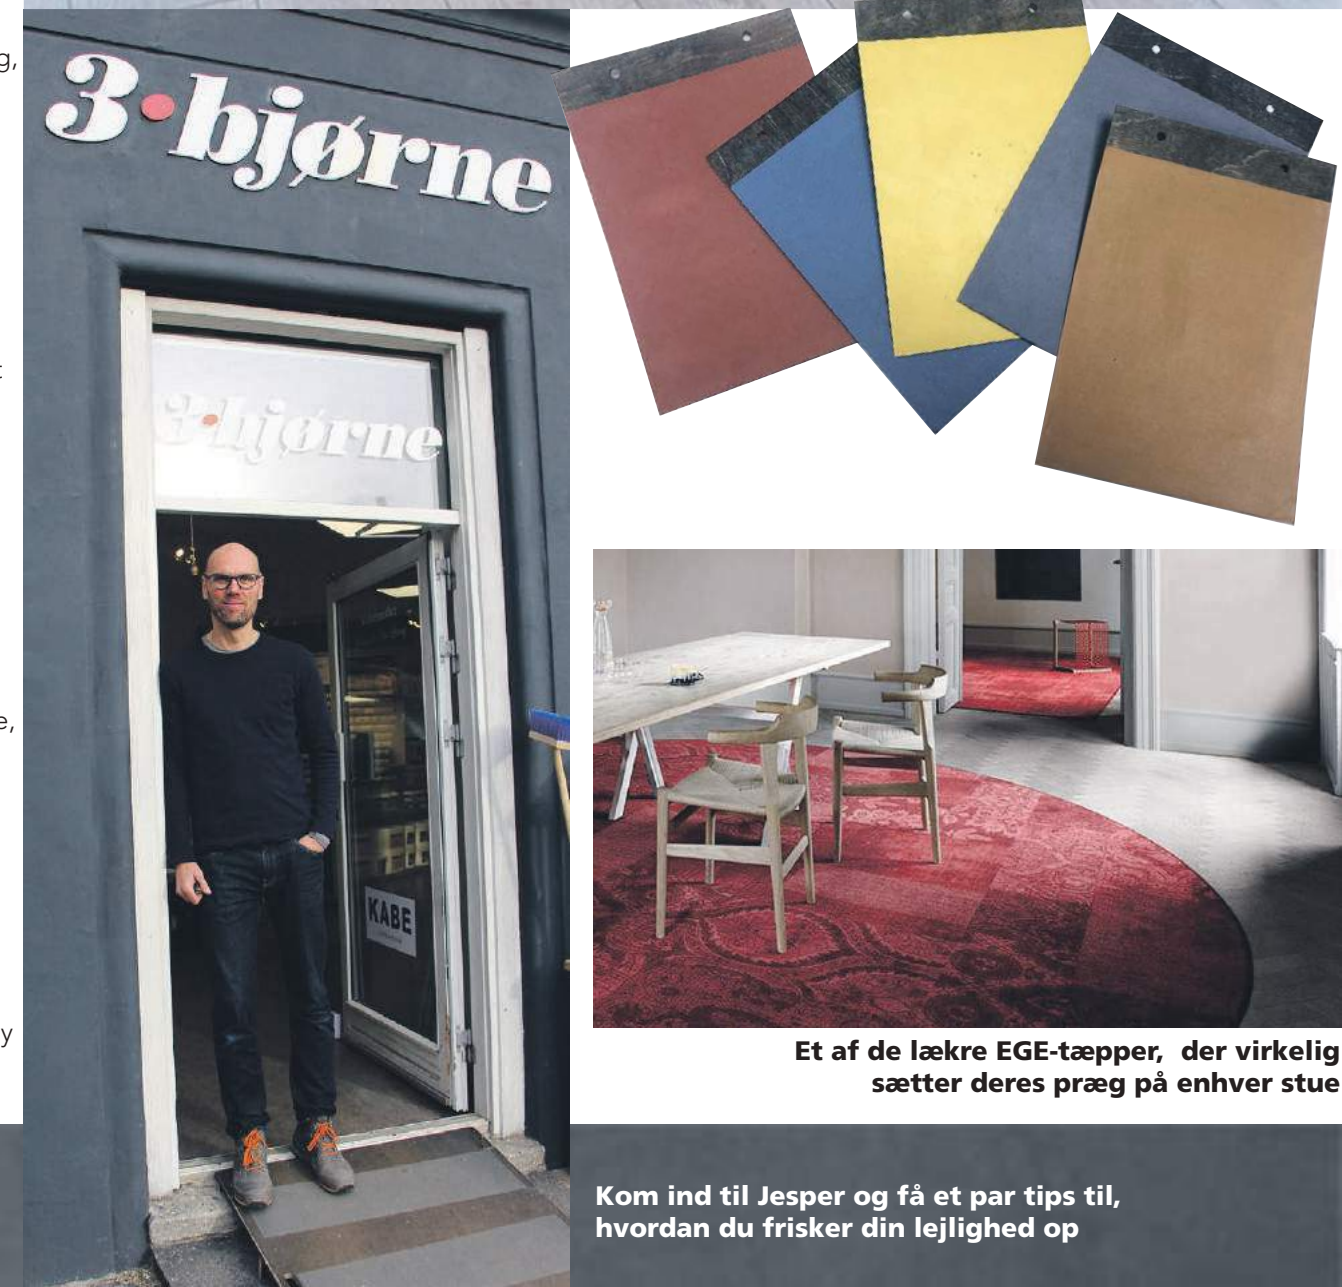 g,
t
e,
y
3·bjørne
3·bjørne
KABE
Et af de lækre EGE-tæpper, der virkelig
sætter deres præg på enhver stue
Kom ind til Jesper og få et par tips til,
hvordan du frisker din lejlighed op